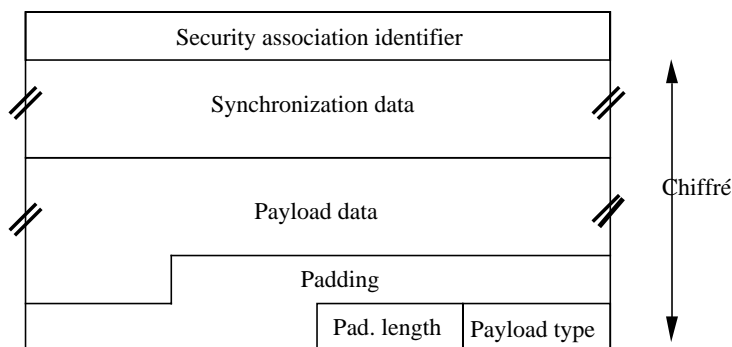 Security association identifier
Synchronization data
Chiffré
Payload data
Padding
Pad. length
Payload type